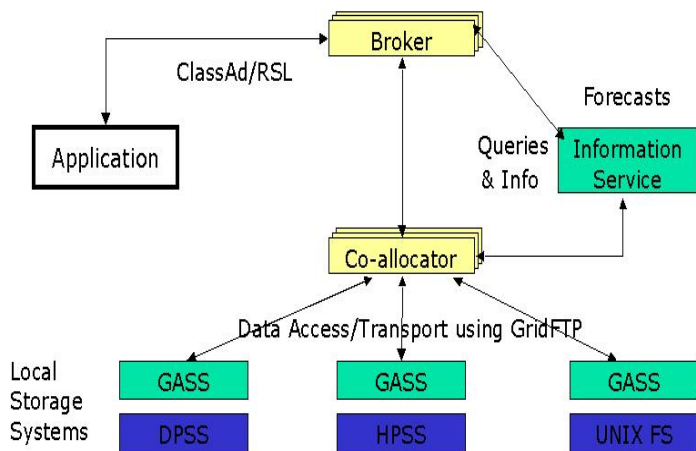 Broker
ClassAd/RSL
Forecasts
Application
Queries
& Info
Information
Service
Co-allocator
Data Access/Transport using GridFTP
Local
Storage
Systems
GASS
GASS
GASS
DPSS
HPSS
UNIX FS